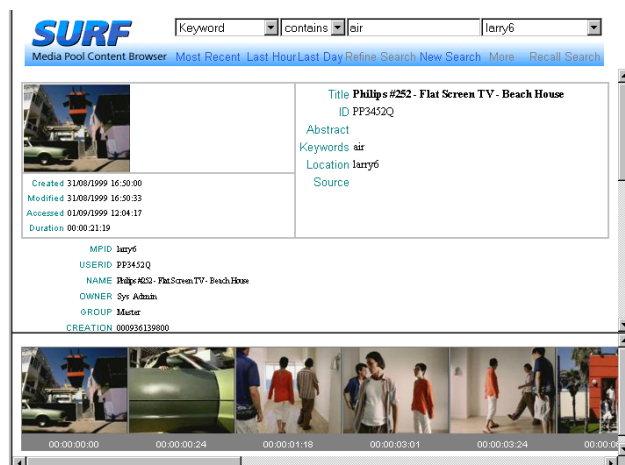 SURF
Keyword contains air larry6
Media Pool Content Browser Most Recent Last Hour Last Day Refine Search New Search More Recall Search
Title Philips #252 - Flat Screen TV - Beach House
ID PP3452Q
Abstract
Keywords air
Location larry6
Source
Created 31/08/1999 16:50:00
Modified 31/08/1999 16:50:33
Accessed 01/09/1999 12:04:17
Duration 00:00:21:19
MPID larry6
USERID PP3452Q
NAME Philips #252 - Flat Screen TV - Beach House
OWNER Sys Admin
GROUP Master
CREATION 000936139800
00:00:00:00 00:00:00:24 00:00:01:18 00:00:03:01 00:00:03:24